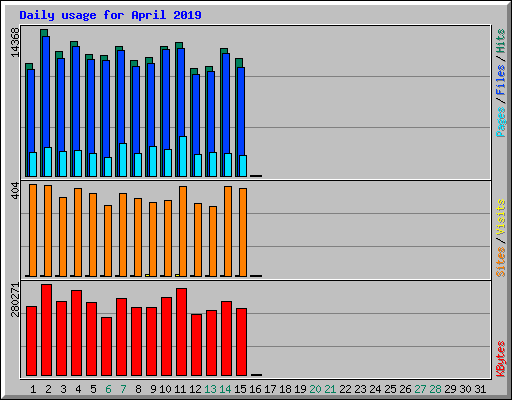 Daily usage for April 2019
14368
Pages/Files/Hits
404
Sites/Visits
280271
KBytes
1 2 3 4 5 6 7 8 9 10 11 12 13 14 15 16 17 18 19 20 21 22 23 24 25 26 27 28 29 30 31